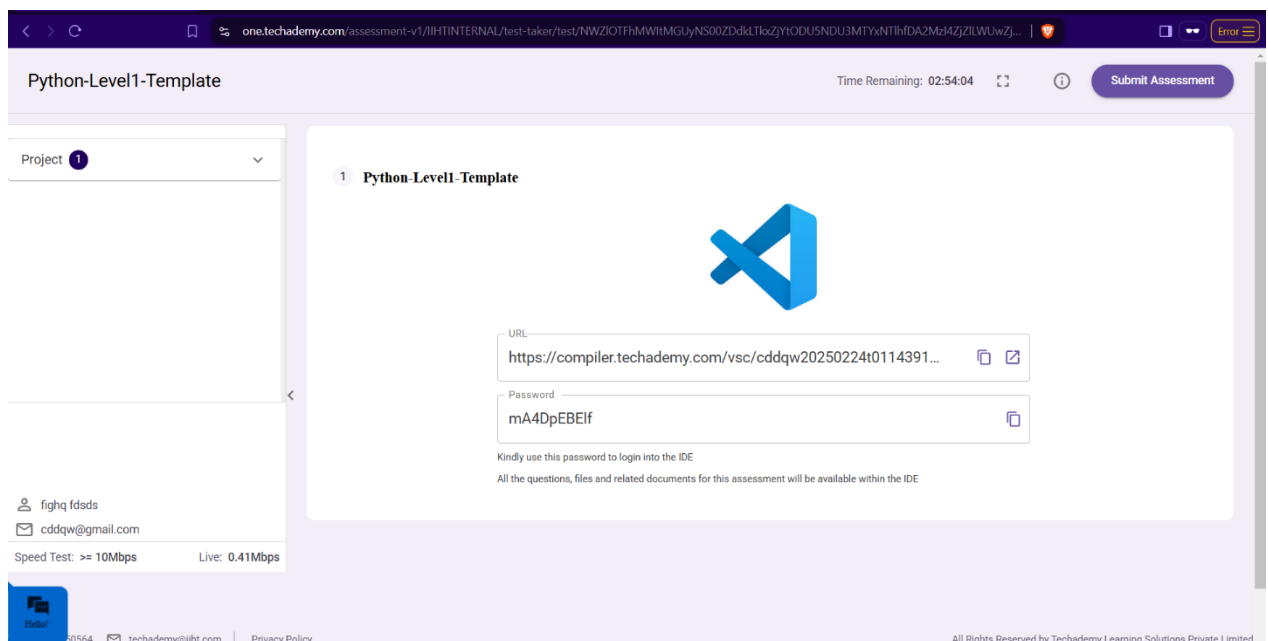 one.techademy.com/assessment-v1/IIHTINTERNAL/test-taker/test/
Error
Python-Level1-Template
Time Remaining: 02:54:04
Submit Assessment
Project 1
1 Python-Level1-Template
URL
https://compiler.techademy.com/vsc/cddqw20250224t0114391...
Password
mA4DpEBElf
Kindly use this password to login into the IDE
All the questions, files and related documents for this assessment will be available within the IDE
fighq fdsds
cddqw@gmail.com
Speed Test: >= 10Mbps Live: 0.41Mbps
Hello!
50564 techademy@iiht.com Privacy Policy
All Rights Reserved by Techademy Learning Solutions Private Limited